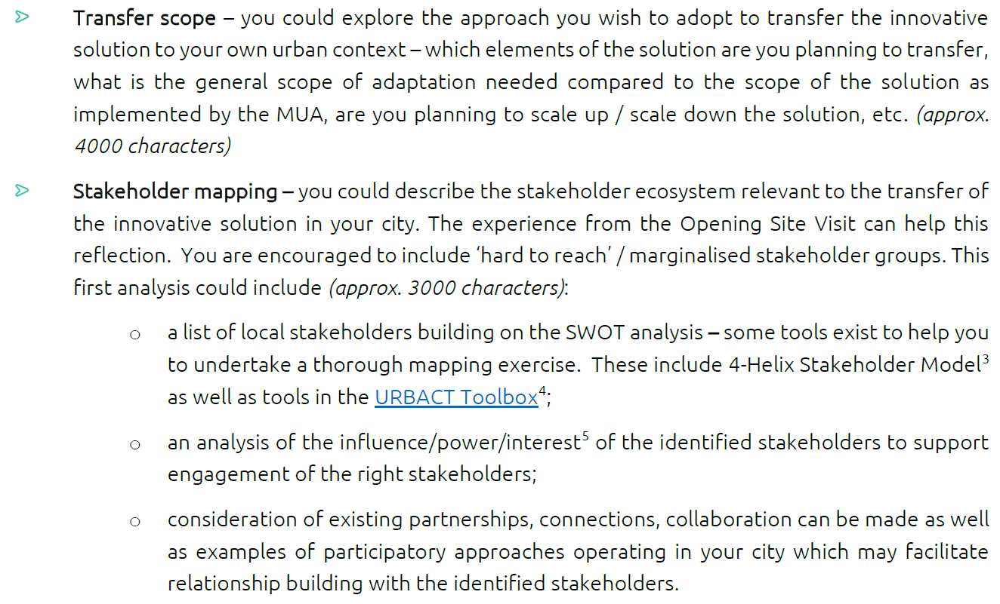 Transfer scope – you could explore the approach you wish to adopt to transfer the innovative
solution to your own urban context – which elements of the solution are you planning to transfer,
what is the general scope of adaptation needed compared to the scope of the solution as
implemented by the MUA, are you planning to scale up / scale down the solution, etc. (approx.
4000 characters)
Stakeholder mapping – you could describe the stakeholder ecosystem relevant to the transfer of
the innovative solution in your city. The experience from the Opening Site Visit can help this
reflection.  You are encouraged to include ‘hard to reach’ / marginalised stakeholder groups. This
first analysis could include (approx. 3000 characters):
o a list of local stakeholders building on the SWOT analysis – some tools exist to help you
to undertake a thorough mapping exercise.  These include 4-Helix Stakeholder Model³
as well as tools in the URBACT Toolbox⁴;
o an analysis of the influence/power/interest⁵ of the identified stakeholders to support
engagement of the right stakeholders;
o consideration of existing partnerships, connections, collaboration can be made as well
as examples of participatory approaches operating in your city which may facilitate
relationship building with the identified stakeholders.